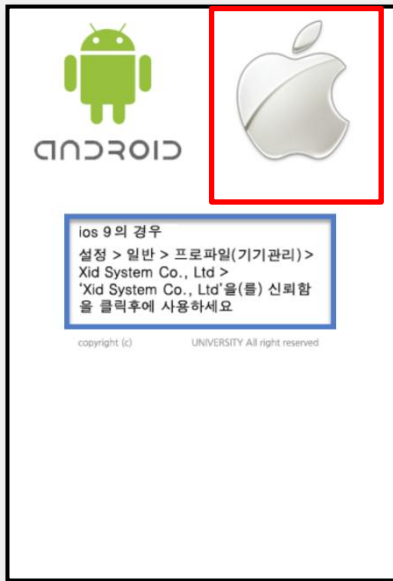 android
ios 9의 경우
설정 > 일반 > 프로파일(기기관리) >
Xid System Co., Ltd >
‘Xid System Co., Ltd’을(를) 신뢰함
을 클릭후에 사용하세요
copyright (c) UNIVERSITY All right reserved